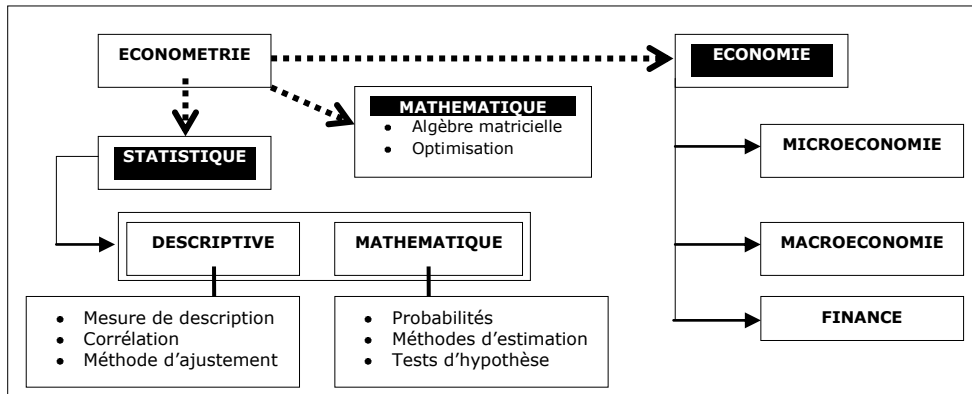 ECONOMETRIE
ECONOMIE
MATHEMATIQUE
• Algèbre matricielle
• Optimisation
STATISTIQUE
MICROECONOMIE
DESCRIPTIVE
MATHEMATIQUE
MACROECONOMIE
• Mesure de description
• Corrélation
• Méthode d'ajustement
• Probabilités
• Méthodes d'estimation
• Tests d'hypothèse
FINANCE